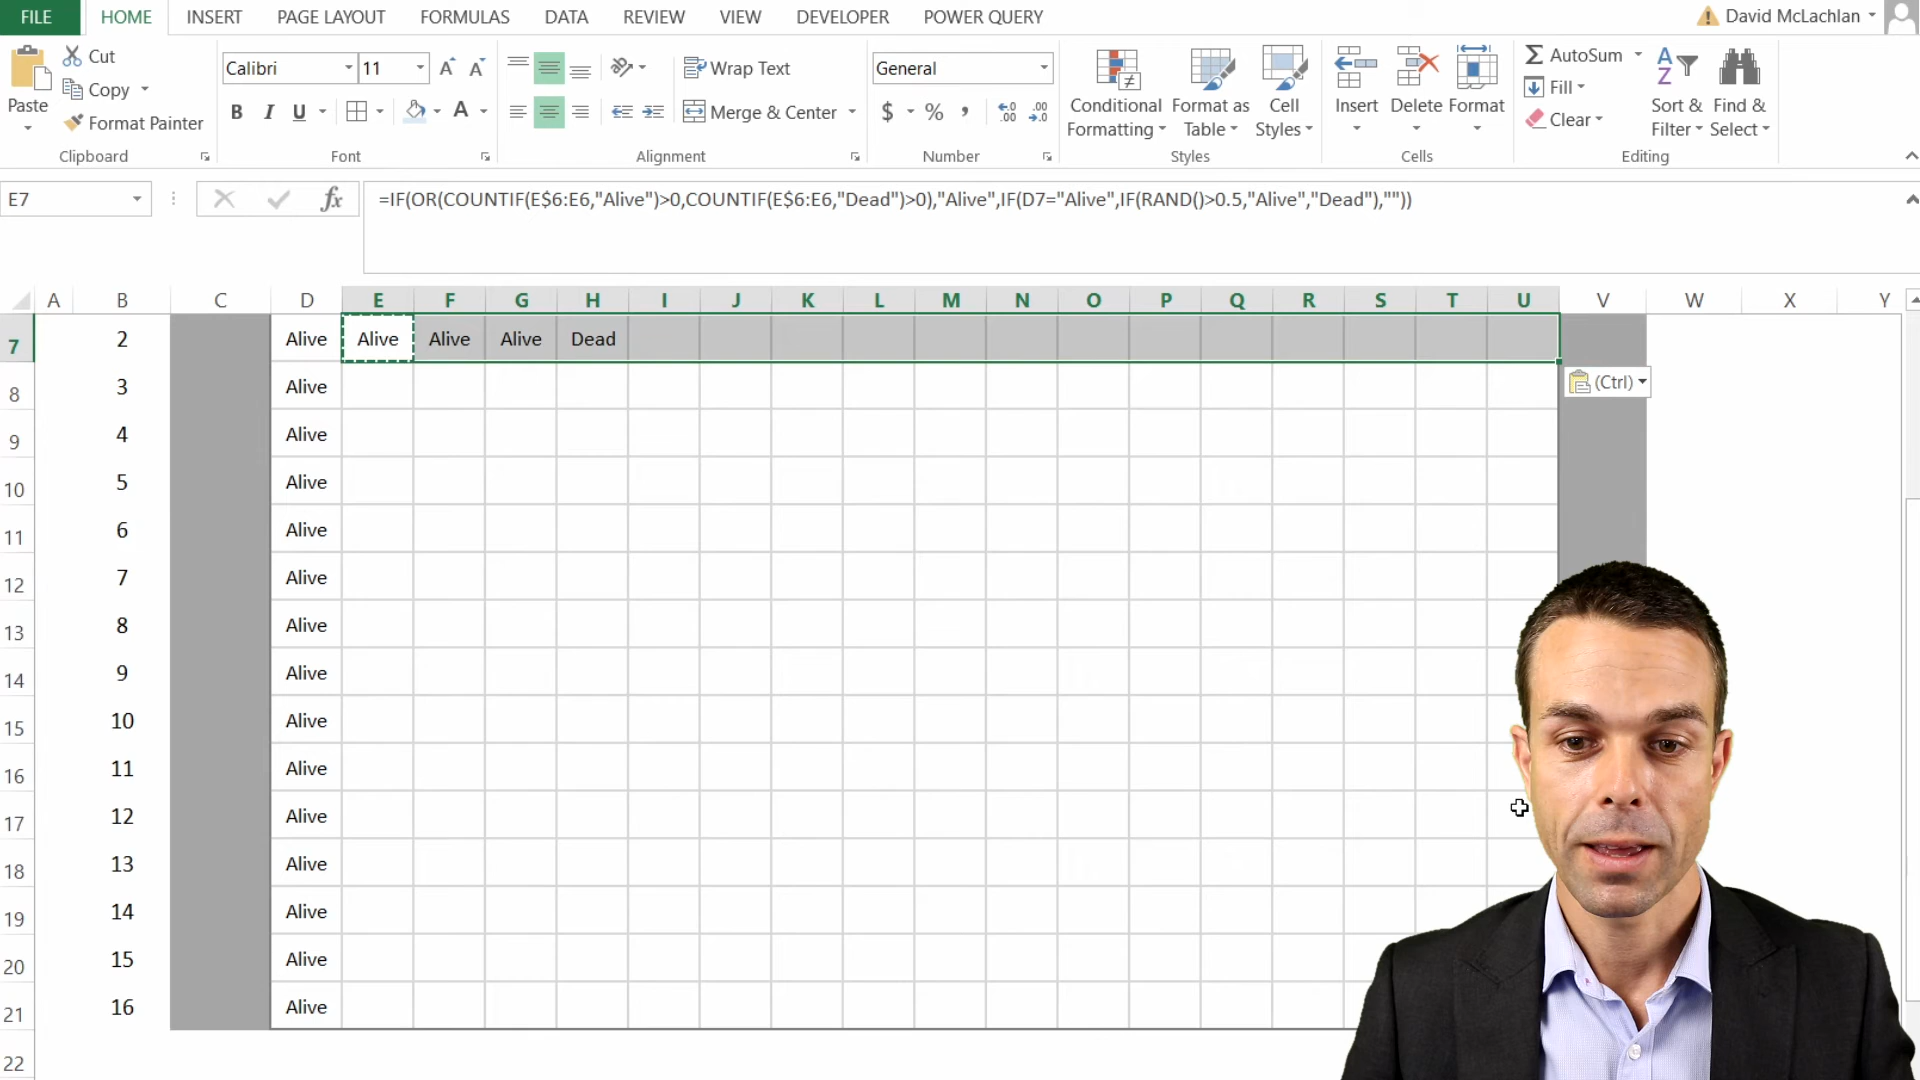 FILE HOME INSERT PAGE LAYOUT FORMULAS DATA REVIEW VIEW DEVELOPER POWER QUERY David McLachlan
Cut
Copy
Format Painter
Paste
Clipboard
Calibri 11 A A
B I U A
Font
Wrap Text
Merge & Center
Alignment
General
$ % , .0 .00 .00 .0
Number
Conditional Formatting
Format as Table
Cell Styles
Styles
Insert Delete Format
Cells
Σ AutoSum
Fill
Clear
A Z Sort & Filter
Find & Select
Editing
E7 fx =IF(OR(COUNTIF(E$6:E6,"Alive")>0,COUNTIF(E$6:E6,"Dead")>0),"Alive",IF(D7="Alive",IF(RAND()>0.5,"Alive","Dead"),""))
A B C D E F G H I J K L M N O P Q R S T U V W X Y
7 2 Alive Alive Alive Alive Dead
(Ctrl)
8 3 Alive
9 4 Alive
10 5 Alive
11 6 Alive
12 7 Alive
13 8 Alive
14 9 Alive
15 10 Alive
16 11 Alive
17 12 Alive
18 13 Alive
19 14 Alive
20 15 Alive
21 16 Alive
22